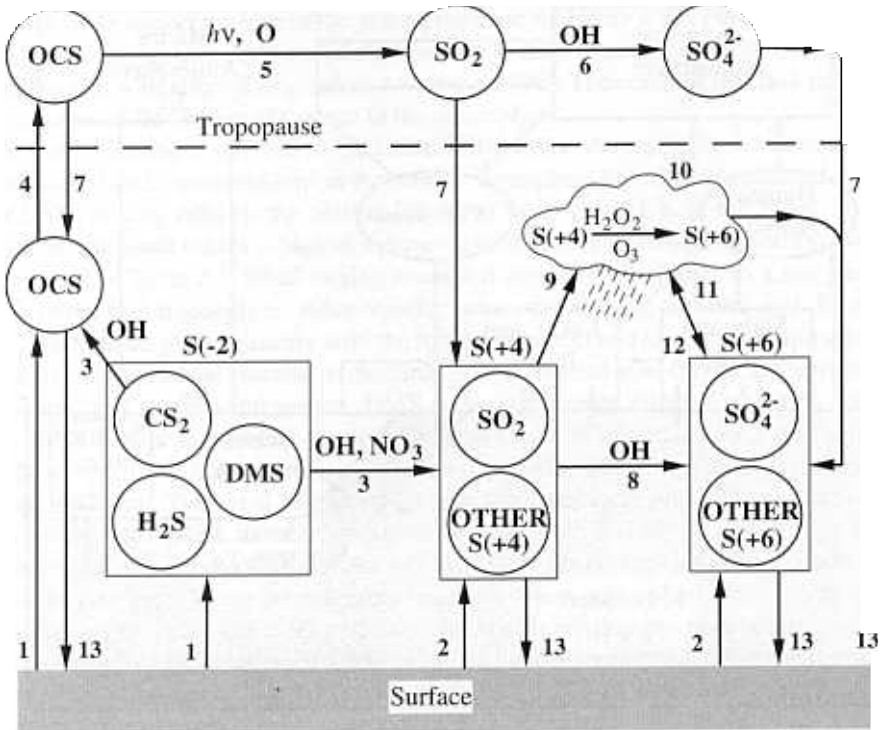 OCS
hν, O
5
SO₂
OH
6
SO₄²⁻
Tropopause
4
7
7
10
7
H₂O₂
S(+4) S(+6)
O₃
9
11
OCS
OH
3
S(-2)
S(+4)
12
S(+6)
CS₂
DMS
H₂S
OH, NO₃
3
SO₂
OTHER
S(+4)
OH
8
SO₄²⁻
OTHER
S(+6)
1
13
1
2
13
2
13
13
Surface